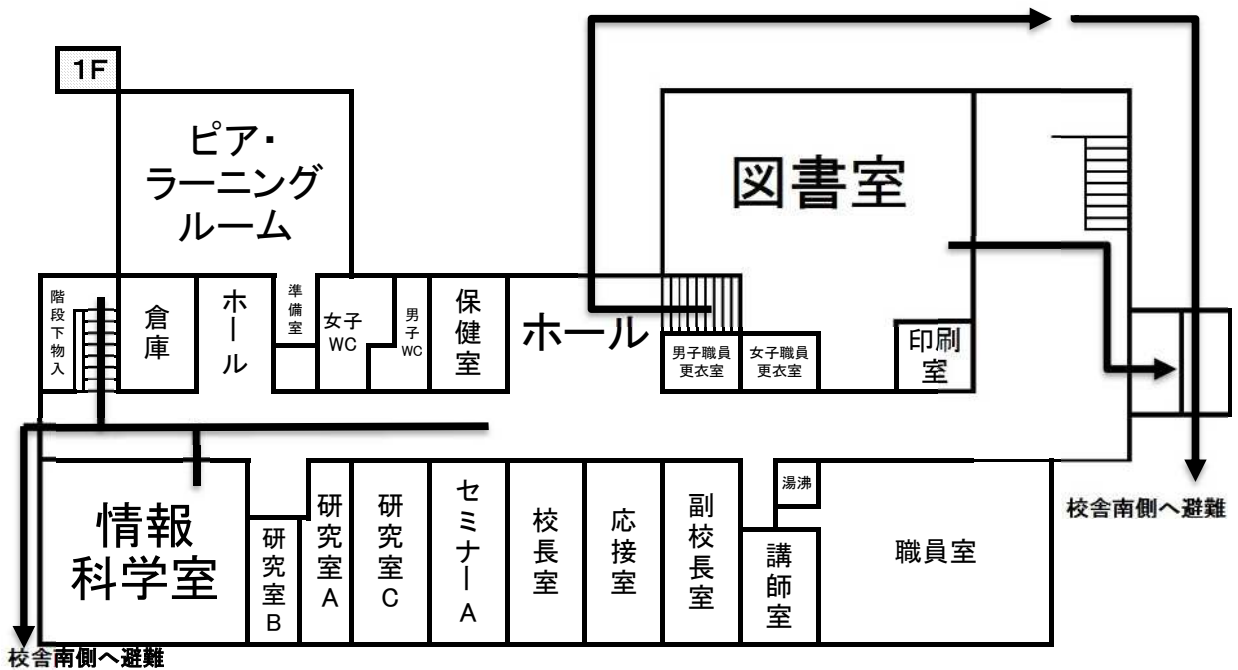 1F
ピア・
ラーニング
ルーム
図書室
階段下物入
倉庫
ホール
準備室
女子
WC
男子
WC
保健室
ホール
男子職員
更衣室
女子職員
更衣室
印刷
室
情報
科学室
研究室B
研究室A
研究室C
セミナーA
校長室
応接室
副校長室
湯沸
講師室
職員室
校舎南側へ避難
校舎南側へ避難